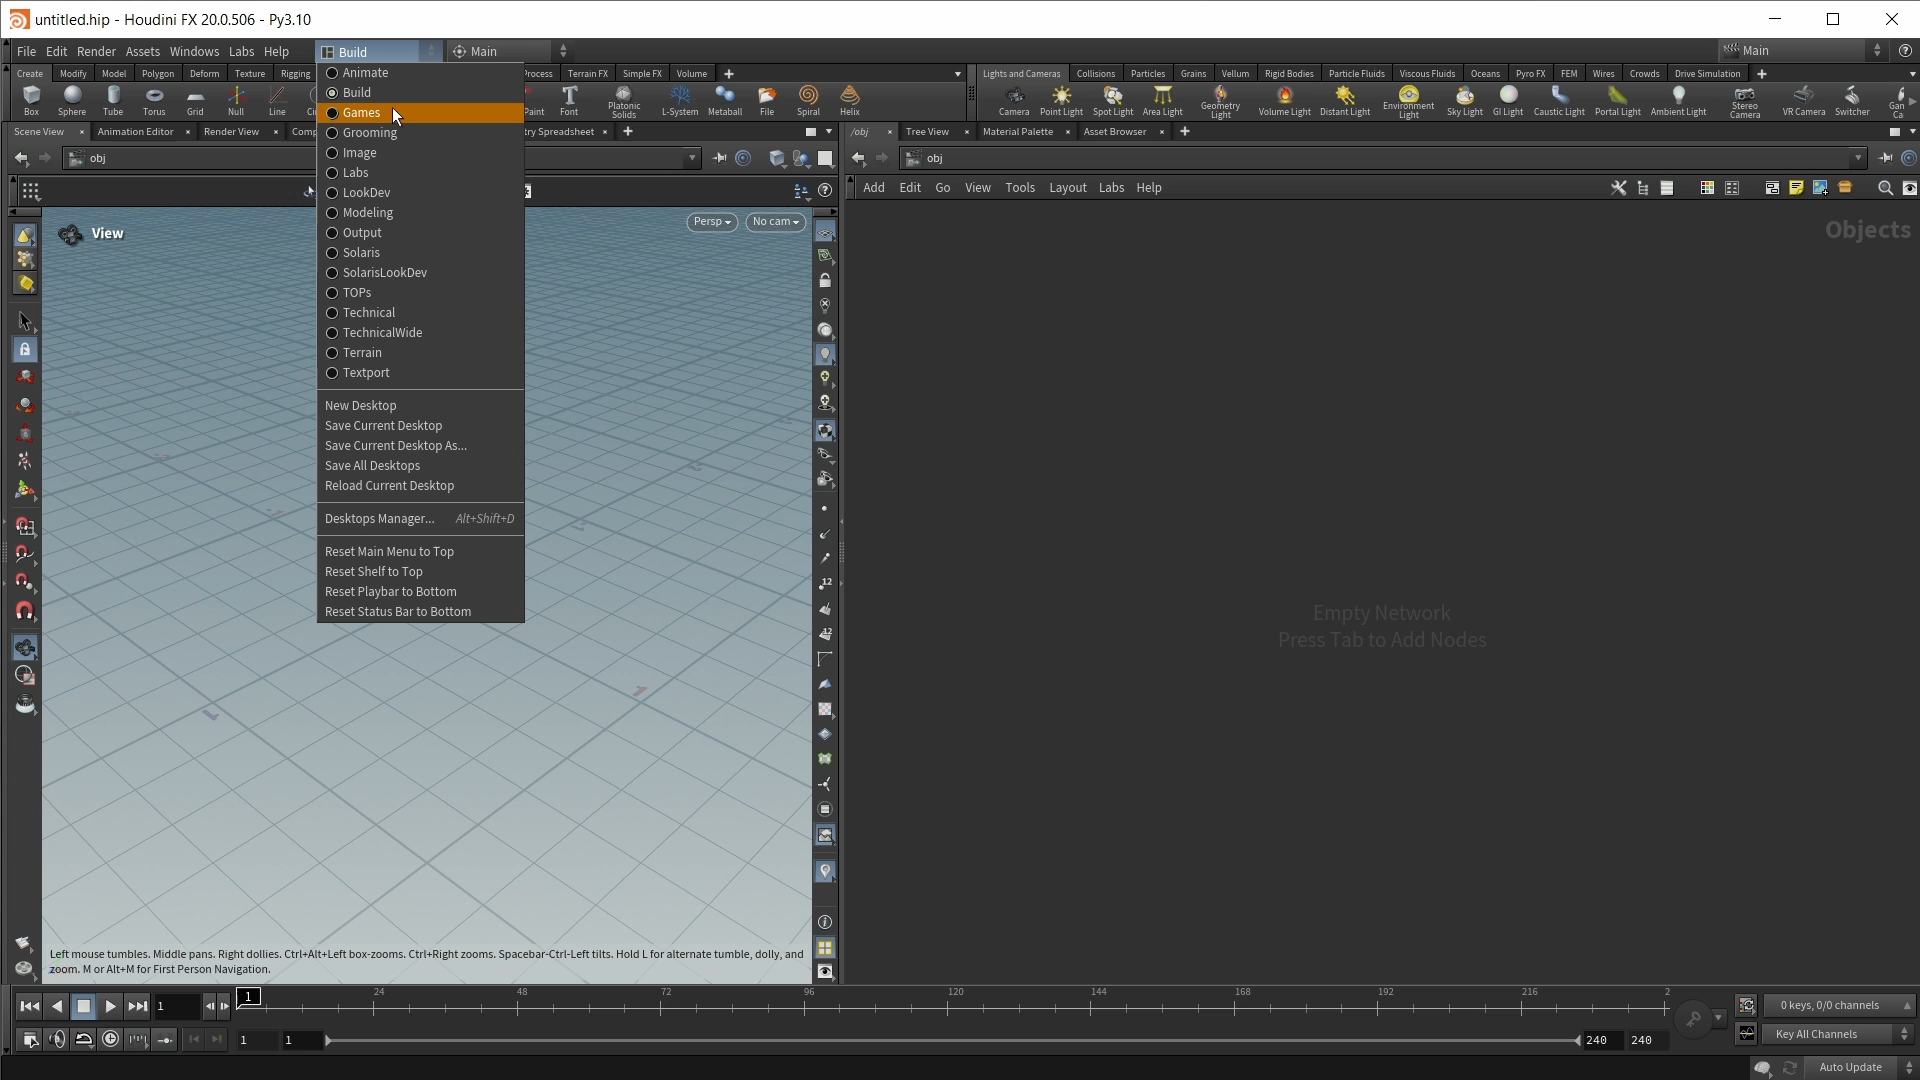 untitled.hip - Houdini FX 20.0.506 - Py3.10
File Edit Render Assets Windows Labs Help Build Main Main
Create Modify Model Polygon Deform Texture Rigging Process Terrain FX Simple FX Volume
Lights and Cameras Collisions Particles Grains Vellum Rigid Bodies Particle Fluids Viscous Fluids Oceans Pyro FX FEM Wires Crowds Drive Simulation
Box Sphere Tube Torus Grid Null Line Paint Font Platonic Solids L-System Metaball File Spiral Helix
Camera Point Light Spot Light Area Light Geometry Light Volume Light Distant Light Environment Light Sky Light GI Light Caustic Light Portal Light Ambient Light Stereo Camera VR Camera Switcher
Scene View Animation Editor Render View Comp try Spreadsheet
/obj Tree View Material Palette Asset Browser
obj
obj
Add Edit Go View Tools Layout Labs Help
View
Persp No cam
Objects
Animate
Build
Games
Grooming
Image
Labs
LookDev
Modeling
Output
Solaris
SolarisLookDev
TOPs
Technical
TechnicalWide
Terrain
Textport
New Desktop
Save Current Desktop
Save Current Desktop As...
Save All Desktops
Reload Current Desktop
Desktops Manager... Alt+Shift+D
Reset Main Menu to Top
Reset Shelf to Top
Reset Playbar to Bottom
Reset Status Bar to Bottom
Empty Network
Press Tab to Add Nodes
12
12
Left mouse tumbles. Middle pans. Right dollies. Ctrl+Alt+Left box-zooms. Ctrl+Right zooms. Spacebar-Ctrl-Left tilts. Hold L for alternate tumble, dolly, and
zoom. M or Alt+M for First Person Navigation.
1 1 24 48 72 96 120 144 168 192 216 2
0 keys, 0/0 channels
1 1 240 240
Key All Channels
Auto Update